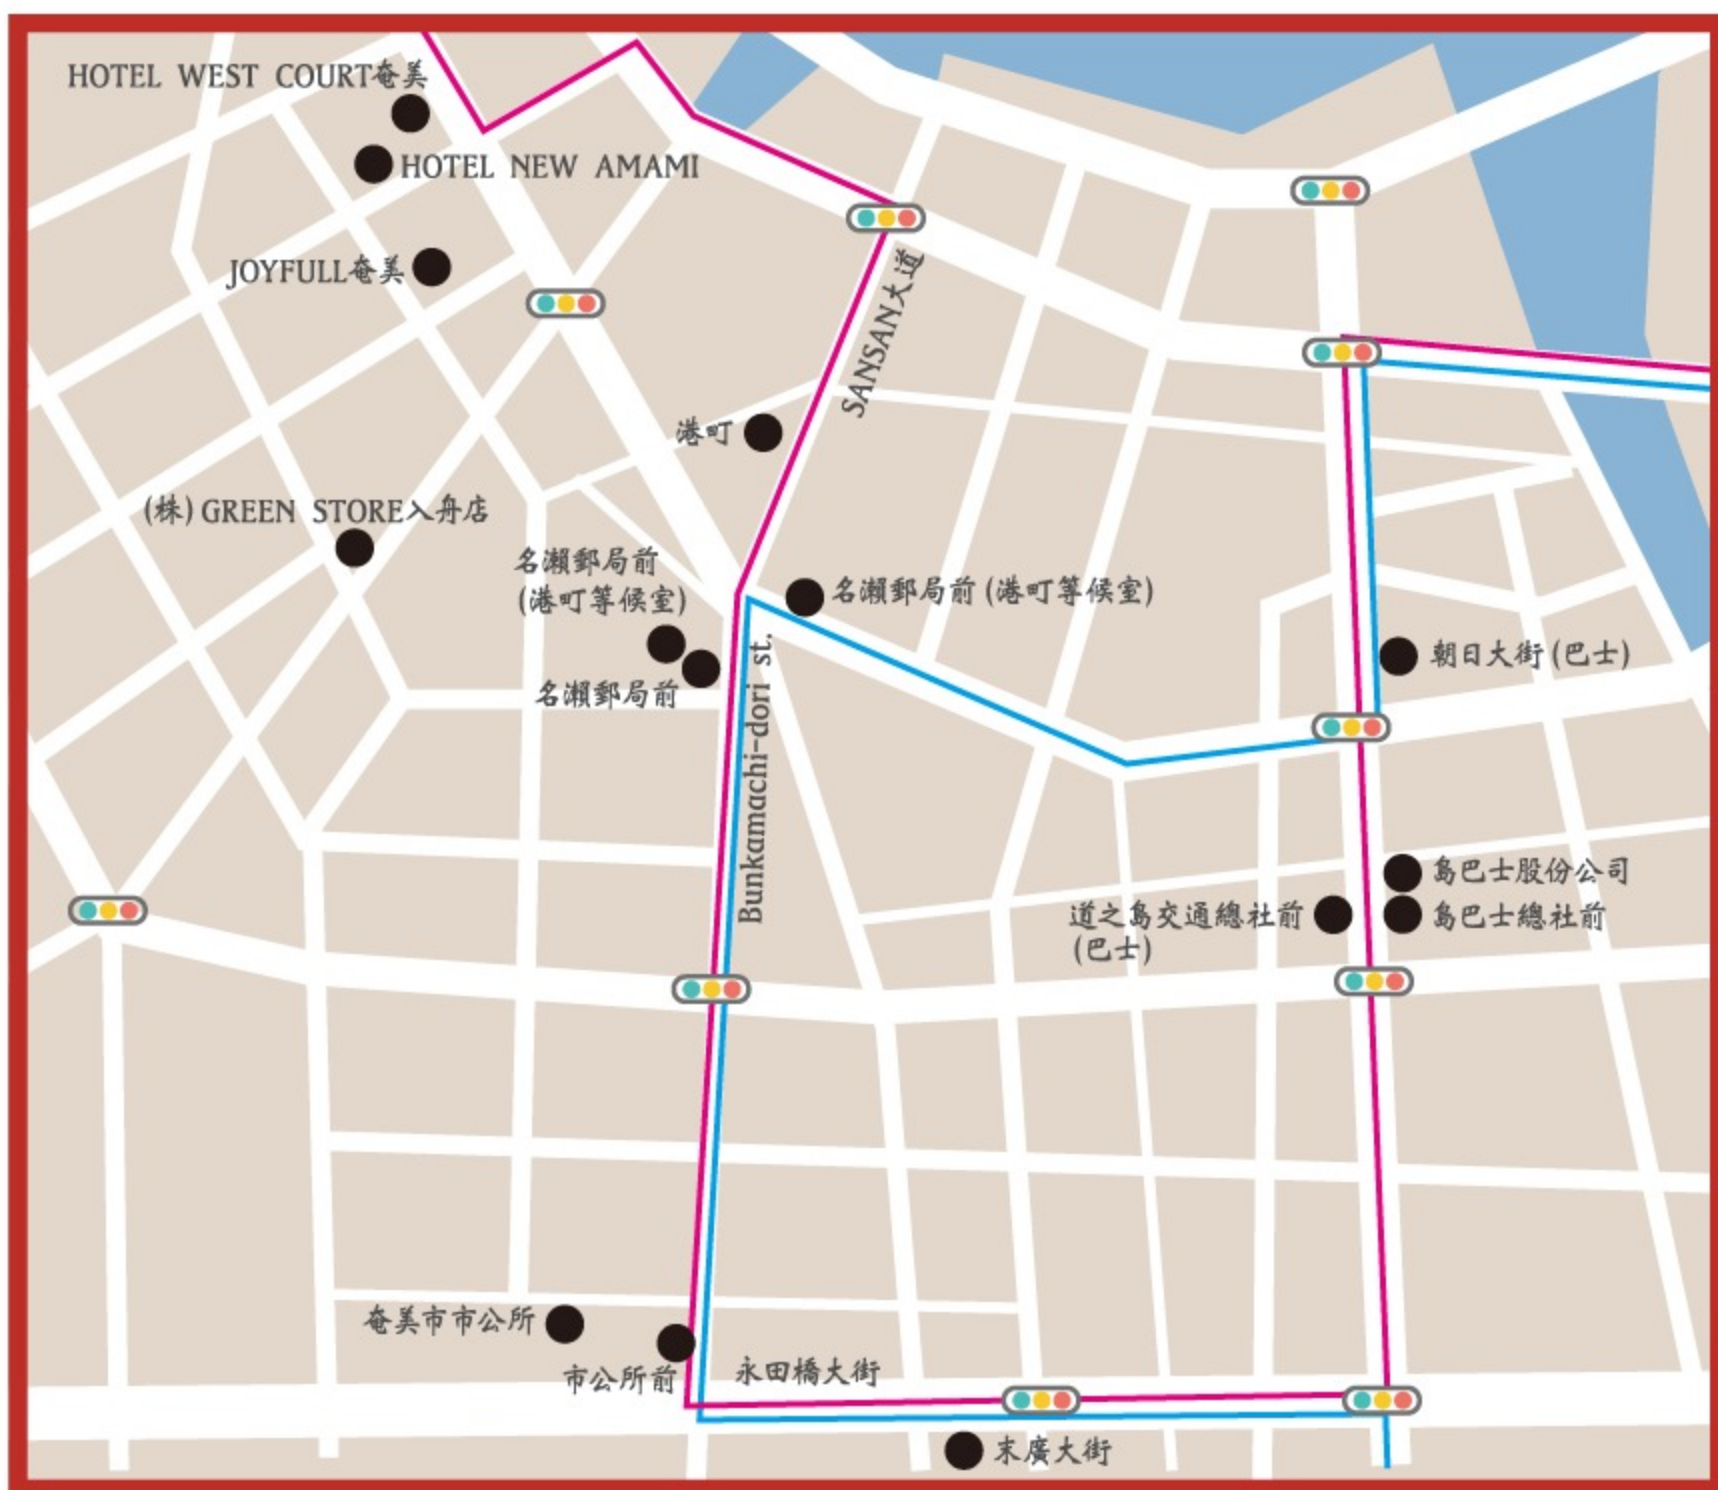 HOTEL WEST COURT奄美
HOTEL NEW AMAMI
JOYFULL奄美
SANSAN大道
港町
(株) GREEN STORE入舟店
名瀨郵局前
(港町等候室)
名瀨郵局前 (港町等候室)
名瀨郵局前
Bunkamachi-dori st.
朝日大街 (巴士)
島巴士股份公司
道之島交通總社前
(巴士)
島巴士總社前
奄美市市公所
市公所前
永田橋大街
末廣大街